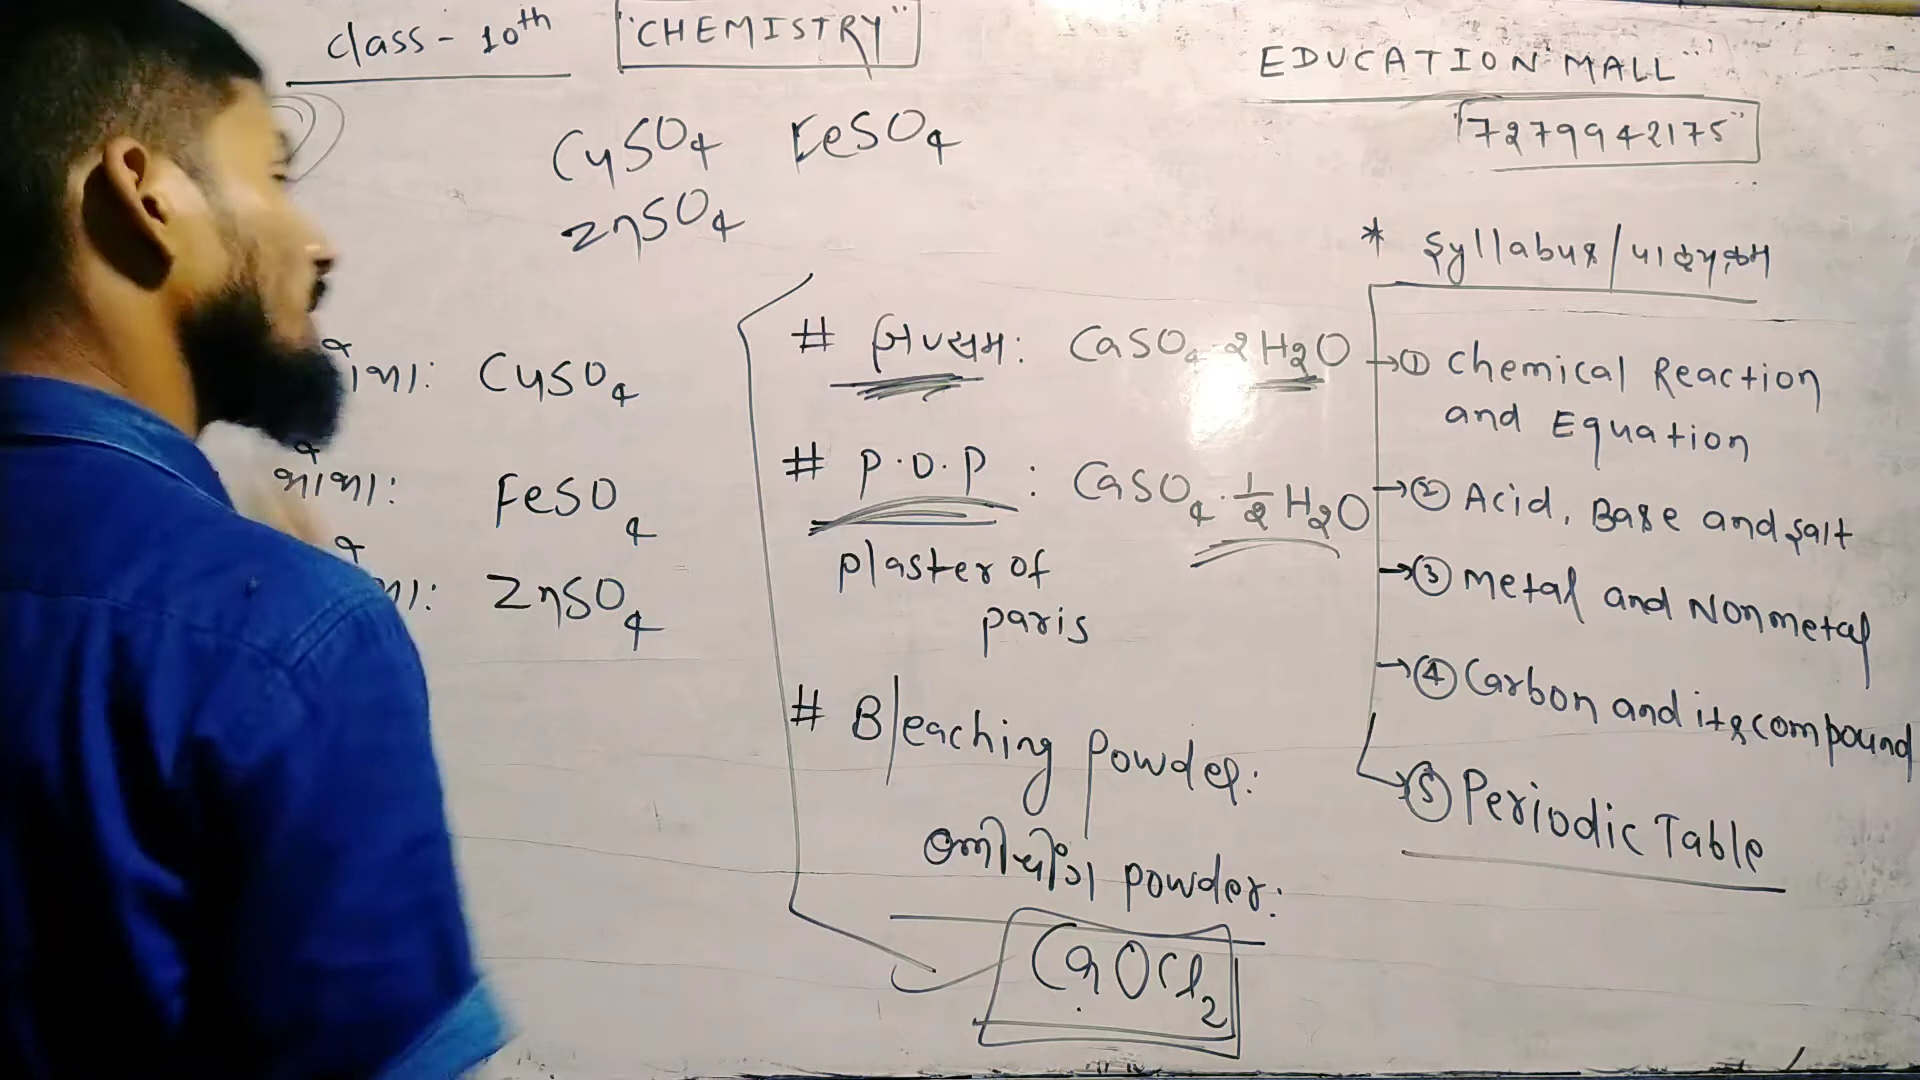 class - 10th
"CHEMISTRY"
EDUCATION MALL"
"7279942175"
CuSO4 FeSO4
ZnSO4
* Syllabus/पाठ्यक्रम
① Chemical Reaction
and Equation
② Acid, Base and Salt
③ Metal and Nonmetal
④ Carbon and its compound
⑤ Periodic Table
CuSO4
FeSO4
ZnSO4
# जिप्सम: CaSO4 2H2O
# P.O.P : CaSO4 . 1/2 H2O
plaster of
paris
# Bleaching Powder:
powder:
CaOCl2